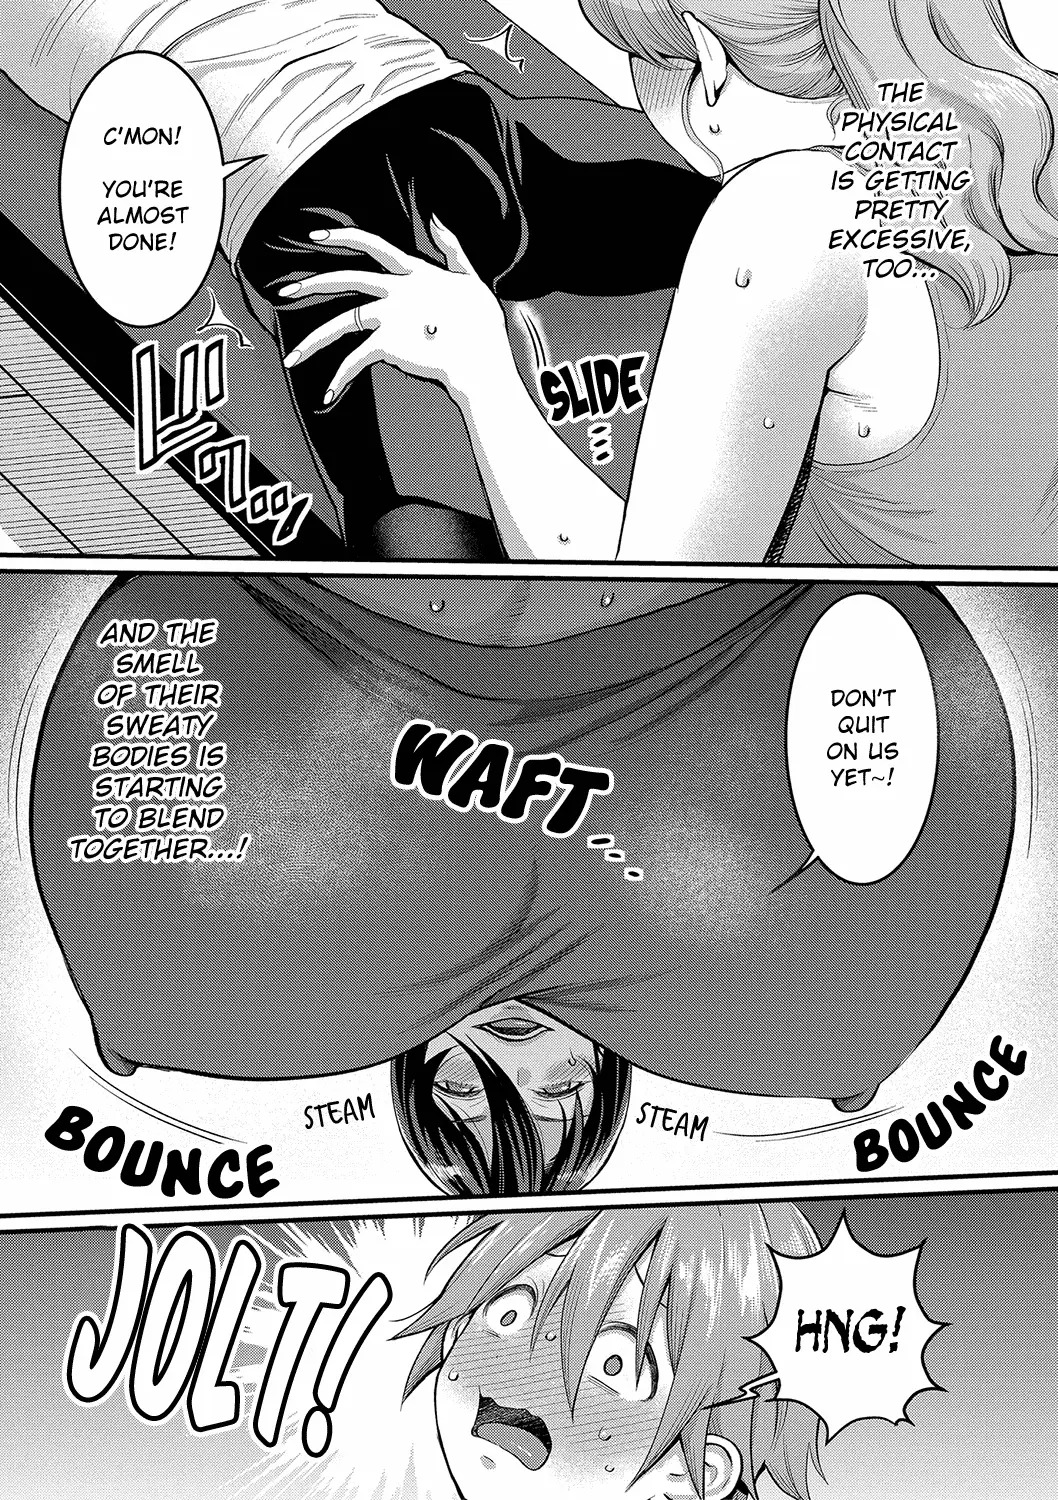 C'MON!
YOU'RE
ALMOST
DONE!
THE
PHYSICAL
CONTACT
IS GETTING
PRETTY
EXCESSIVE,
TOO...
SLIDE...
AND THE
SMELL
OF THEIR
SWEATY
BODIES IS
STARTING
TO BLEND
TOGETHER...!
WAFT...
DON'T
QUIT
ON US
YET~!
STEAM
STEAM
BOUNCE
BOUNCE
JOLT!
HNG!